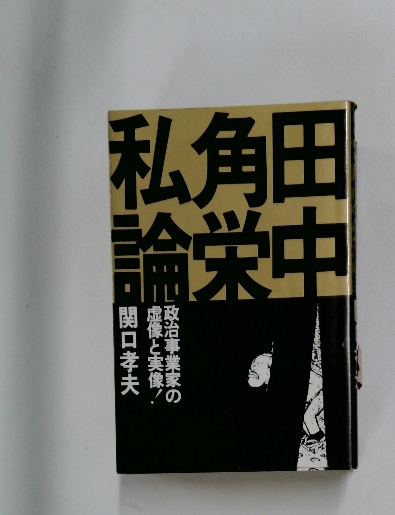 田中
角栄
私論
「政治事業家の
虚像と実像！
関口孝夫